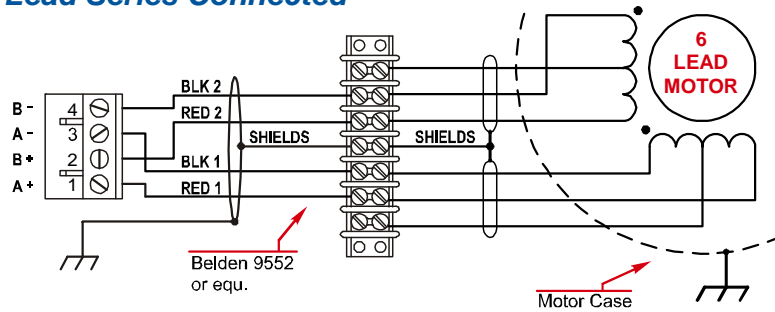 Lead Series Connected
6
LEAD
MOTOR
BLK 2
RED 2
B -
4
A -
3
B +
2
A +
1
SHIELDS
SHIELDS
BLK 1
RED 1
Belden 9552
or equ.
Motor Case